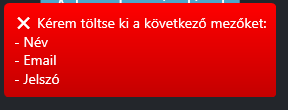 Kérem töltse ki a következő mezőket:
- Név
- Email
- Jelszó